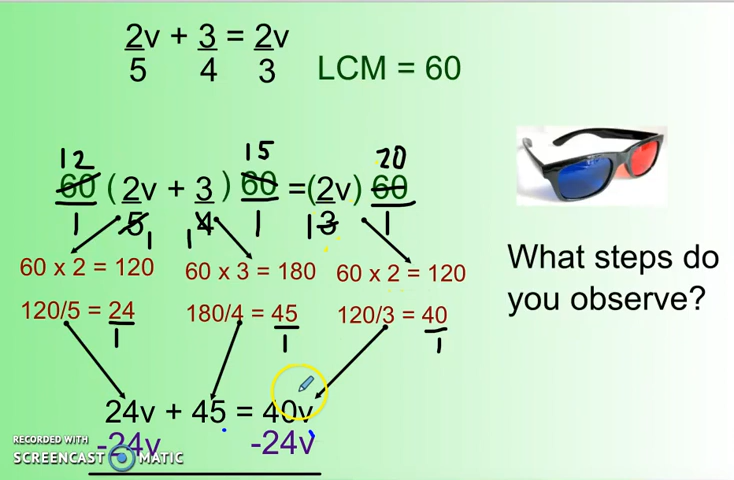 2v + 3 = 2v
5 4 3
LCM = 60
12 15 20
60 ( 2v + 3 ) 60 = (2v ) 60
1 5 4 1 3 1
1 1 1
60 x 2 = 120 60 x 3 = 180 60 x 2 = 120
120/5 = 24 180/4 = 45 120/3 = 40
1 1 1
What steps do
you observe?
24v + 45 = 40v
-24v -24v
RECORDED WITH
SCREENCAST MATIC